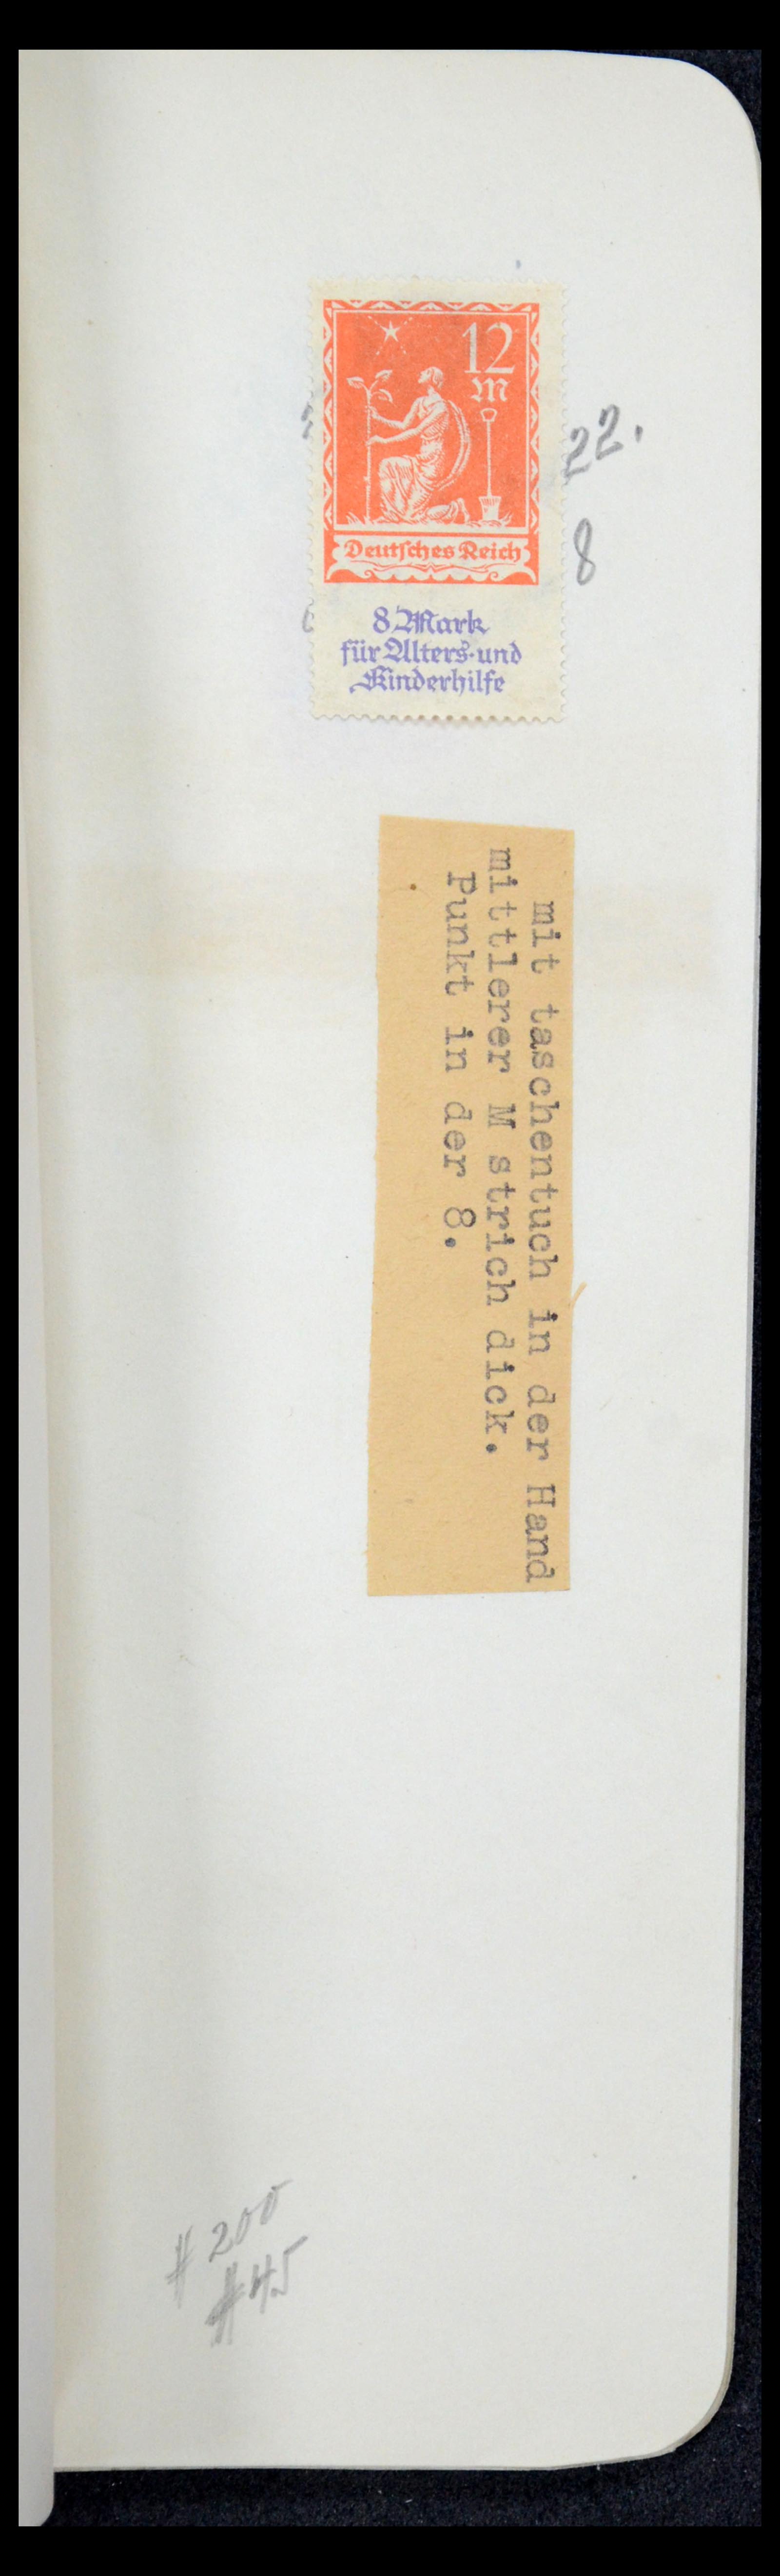 12
M
22.
Deutsches Reich
8
8 Mark
für Alters- und
Kinderhilfe
mit taschentuch in der Hand
mittlerer M strich dick.
Punkt in der 8.
# 200
# 45